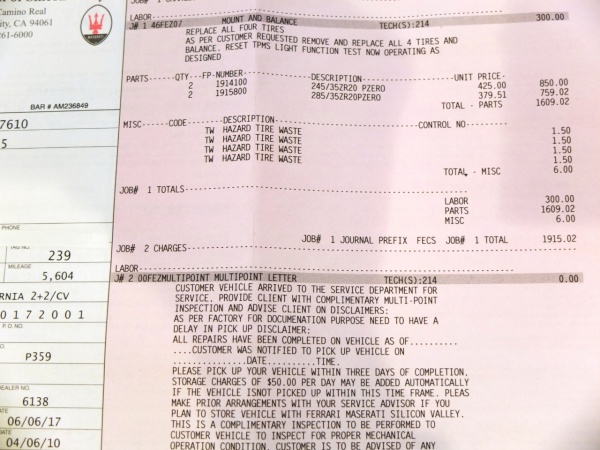 Camino Real
City, CA 94061
261-6000
MASERATI
BAR # AM236849
7610
5
PHONE
TAG NO.
239
MILEAGE
5,604
RNIA 2+2/CV
0 1 7 2 0 0 1
P.O. NO.
P359
EALER NO.
6138
DATE
06/06/17
DATE
04/06/10
LABOR
J# 1 46FEZ07 MOUNT AND BALANCE TECH(S):214 300.00
REPLACE ALL FOUR TIRES
AS PER CUSTOMER REQUESTED REMOVE AND REPLACE ALL 4 TIRES AND
BALANCE. RESET TPMS LIGHT FUNCTION TEST NOW OPERATING AS
DESIGNED
PARTS------QTY---FP-NUMBER---------------DESCRIPTION--------------------UNIT PRICE-
2 1914100 245/35ZR20 PZERO 425.00 850.00
2 1915800 285/35ZR20PZERO 379.51 759.02
TOTAL - PARTS 1609.02
MISC------CODE--------DESCRIPTION---------------------------CONTROL NO---------
TW HAZARD TIRE WASTE 1.50
TW HAZARD TIRE WASTE 1.50
TW HAZARD TIRE WASTE 1.50
TW HAZARD TIRE WASTE 1.50
TOTAL - MISC 6.00
JOB# 1 TOTALS
LABOR 300.00
PARTS 1609.02
MISC 6.00
JOB# 1 JOURNAL PREFIX FECS JOB# 1 TOTAL 1915.02
JOB# 2 CHARGES
LABOR
J# 2 00FEZMULTIPOINT MULTIPOINT LETTER TECH(S):214 0.00
CUSTOMER VEHICLE ARRIVED TO THE SERVICE DEPARTMENT FOR
SERVICE. PROVIDE CLIENT WITH COMPLIMENTARY MULTI-POINT
INSPECTION AND ADVISE CLIENT ON DISCLAIMERS:
AS PER FACTORY FOR DOCUMENATION PURPOSE NEED TO HAVE A
DELAY IN PICK UP DISCLAIMER:
ALL REPAIRS HAVE BEEN COMPLETED ON VEHICLE AS OF..........
....CUSTOMER WAS NOTIFIED TO PICK UP VEHICLE ON
...............DATE...........TIME.
PLEASE PICK UP YOUR VEHICLE WITHIN THREE DAYS OF COMPLETION.
STORAGE CHARGES OF $50.00 PER DAY MAY BE ADDED AUTOMATICALLY
IF THE VEHICLE ISNOT PICKED UP WITHIN THIS TIME FRAME. PLEAS
MAKE PRIOR ARRANGEMENTS WITH YOUR SERVICE ADVISOR IF YOU
PLAN TO STORE VEHICLE WITH FERRARI MASERATI SILICON VALLEY.
THIS IS A COMPLIMENTARY INSPECTION TO BE PERFORMED TO
CUSTOMER VEHICLE TO INSPECT FOR PROPER MECHANICAL
OPERATION CONDITION. CUSTOMER IS TO BE ADVISED OF ANY